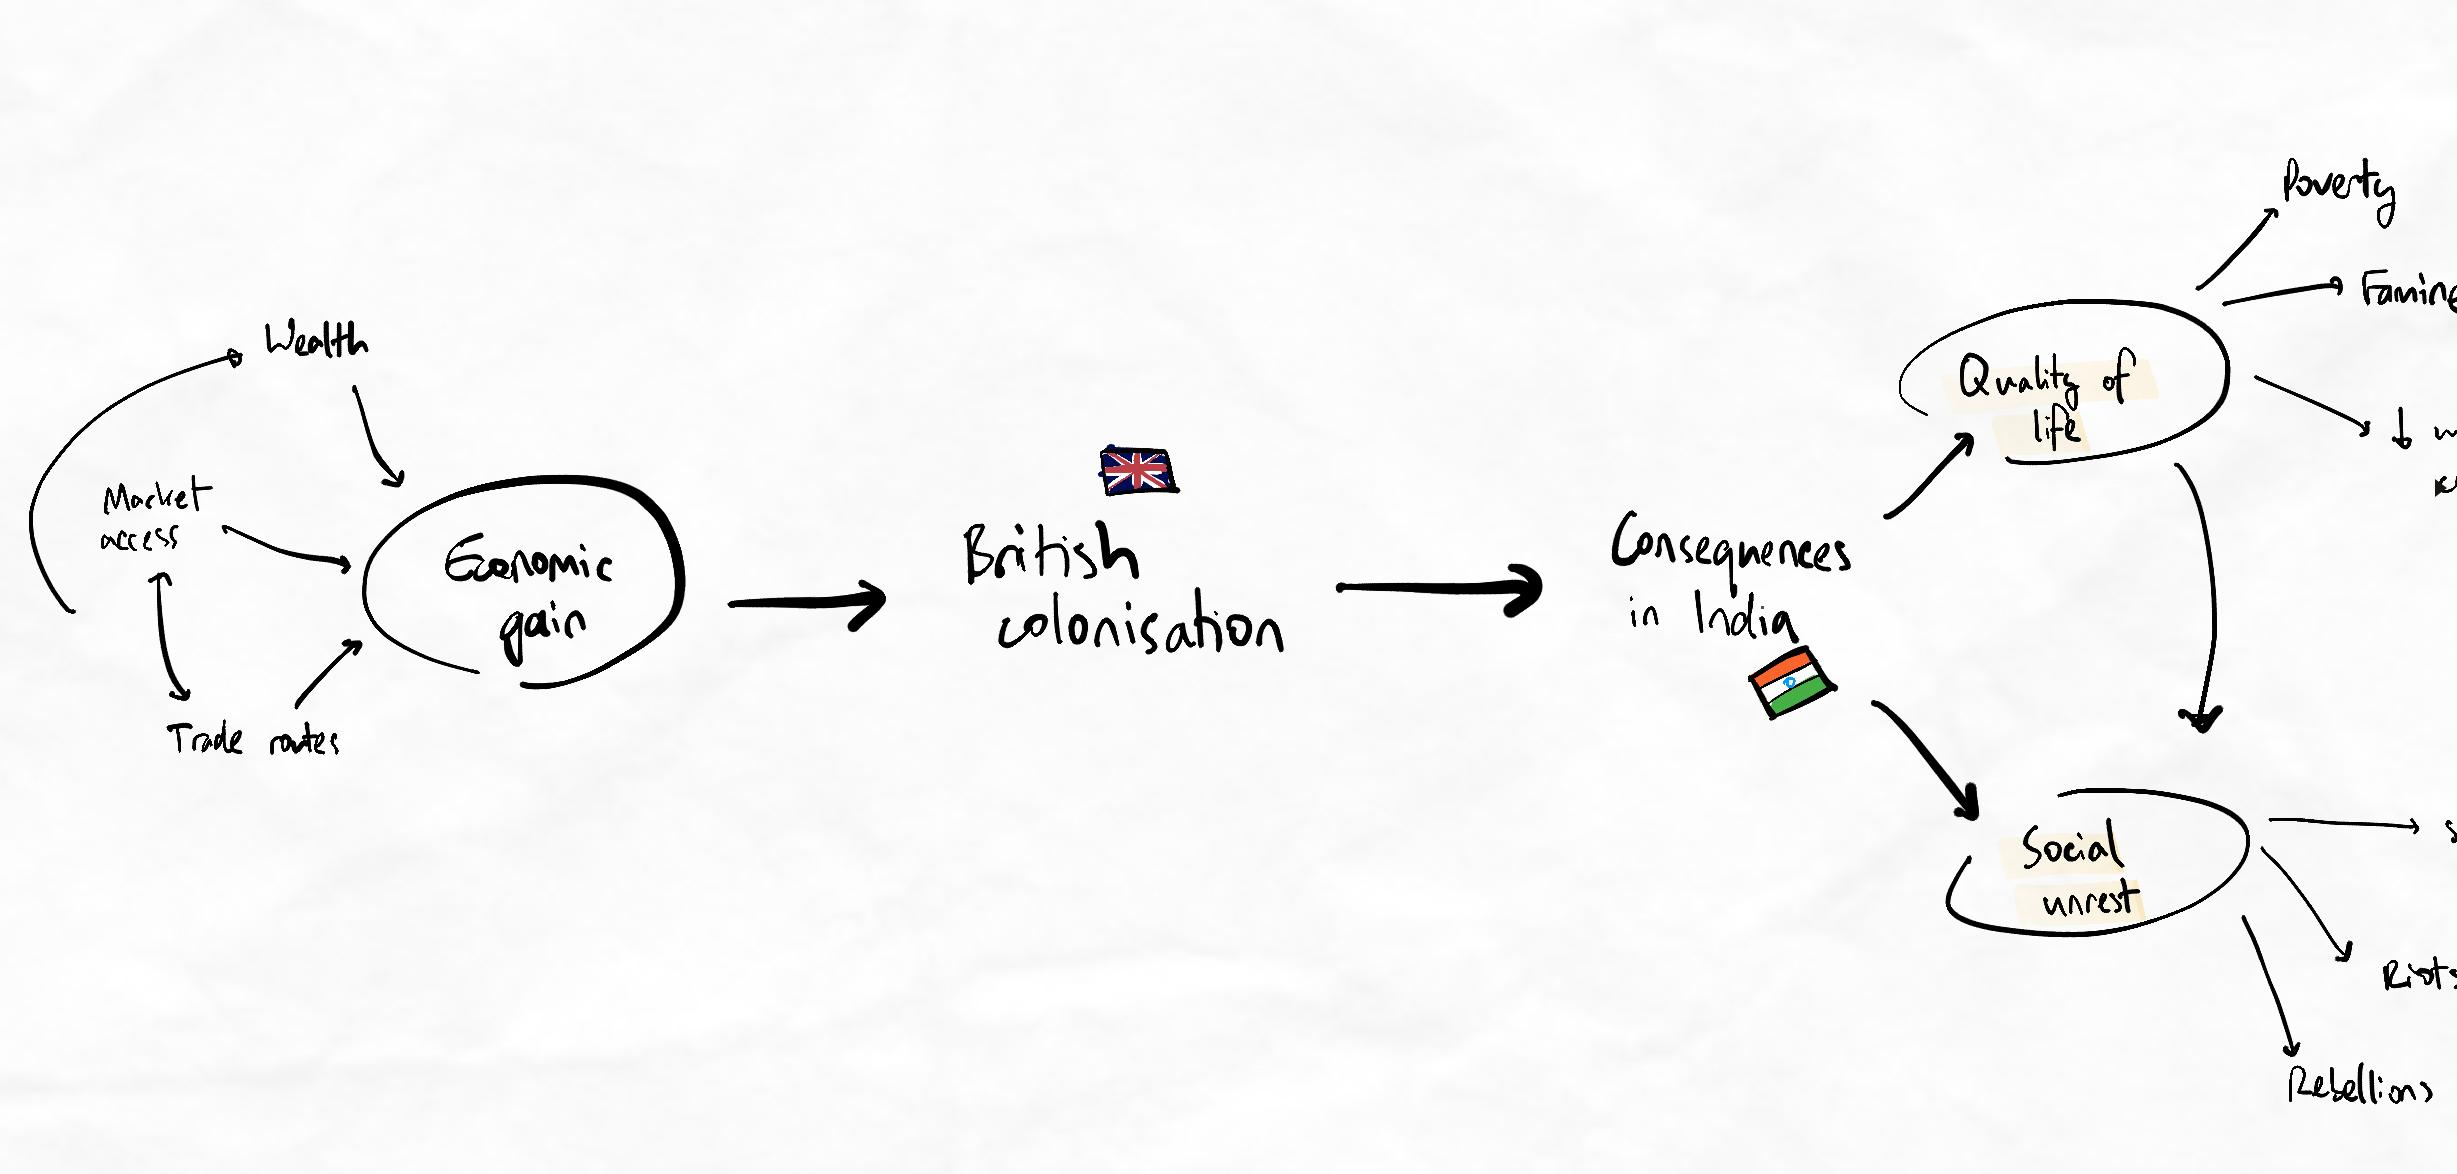 Wealth
Market
access
Trade routes
Economic
gain
British
colonisation
Consequences
in India
Quality of
life
Poverty
Famine
↓
Social
unrest
Riots
Rebellions